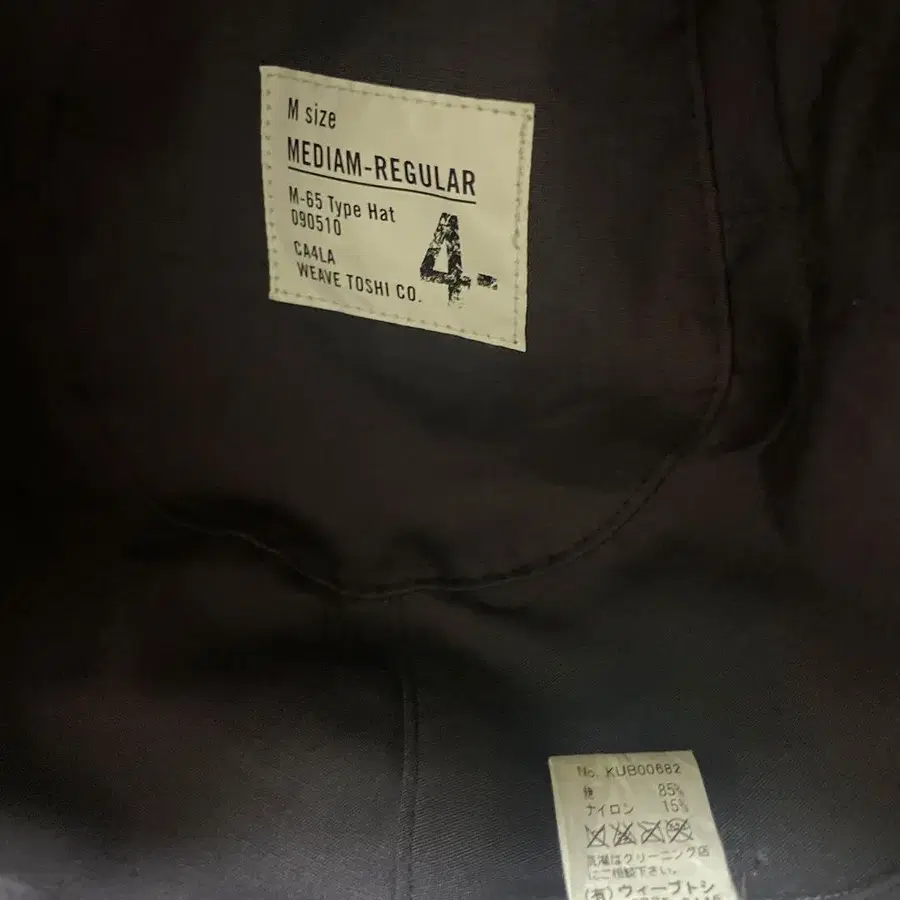 M size
MEDIAM-REGULAR
M-65 Type Hat
090510
4-
CA4LA
WEAVE TOSHI CO.
No. KUB00682
綿 85%
ナイロン 15%
洗濯はクリーニング店
にご相談下さい。
(有)ウィーブトシ